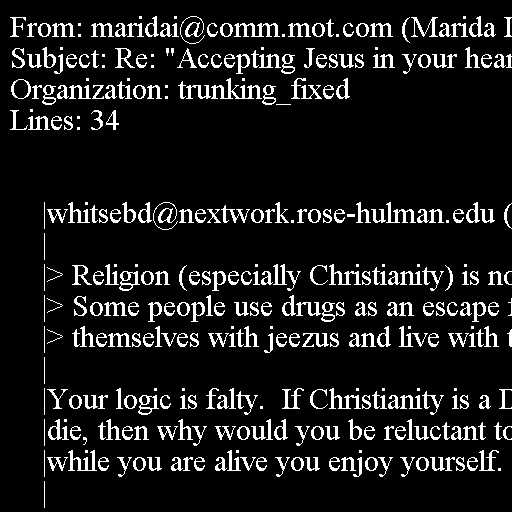 From: maridai@comm.mot.com (Marida
Subject: Re: "Accepting Jesus in your
Organization: trunking_fixed
Lines: 34
|whitsebd@nextwork.rose-hulman.edu (
|
|> Religion (especially Christianity) is
|> Some people use drugs as an escape
|> themselves with jeezus and live with
|
|Your logic is falty.  If Christianity is a
|die, then why would you be reluctant to
|while you are alive you enjoy yourself.
|